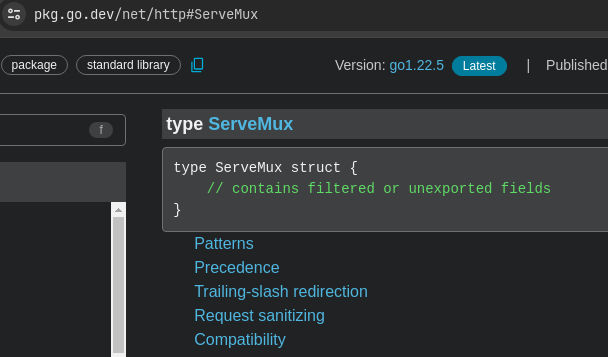 pkg.go.dev/net/http#ServeMux
package standard library Version: go1.22.5 Latest | Published
f
type ServeMux
type ServeMux struct {
// contains filtered or unexported fields
}
Patterns
Precedence
Trailing-slash redirection
Request sanitizing
Compatibility